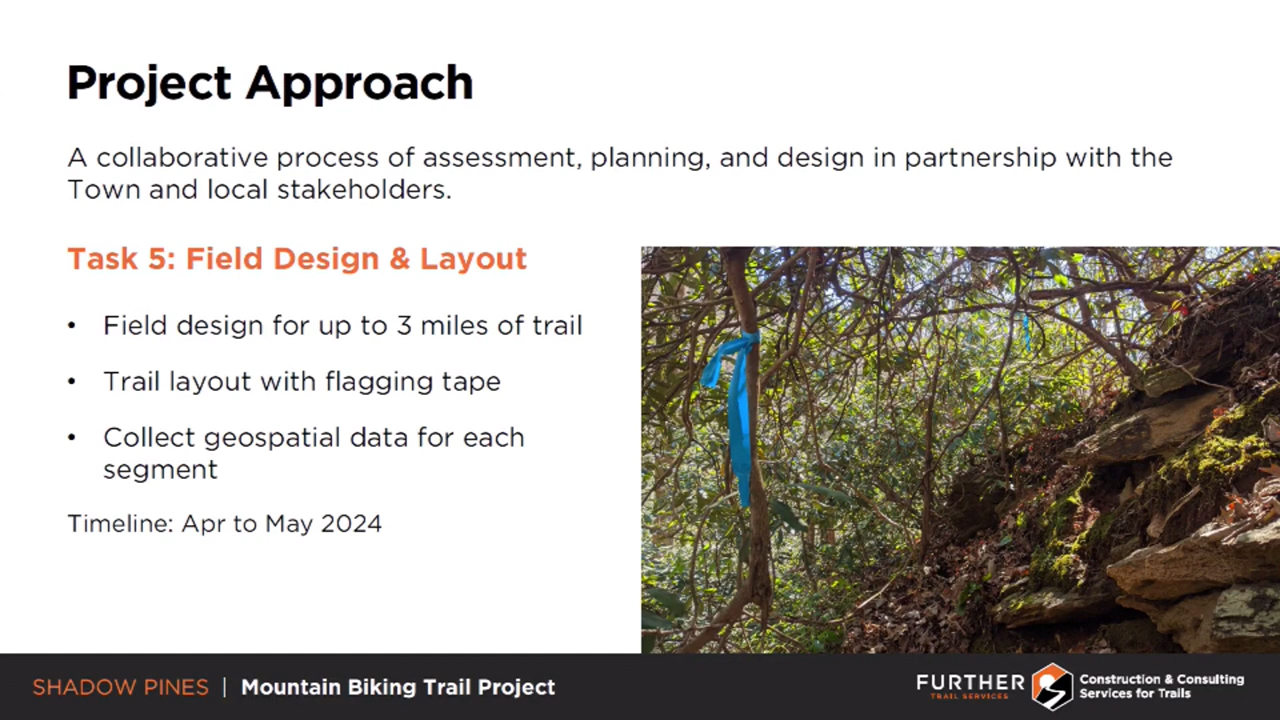 Project Approach
A collaborative process of assessment, planning, and design in partnership with the
Town and local stakeholders.
Task 5: Field Design & Layout
• Field design for up to 3 miles of trail
• Trail layout with flagging tape
• Collect geospatial data for each
segment
Timeline: Apr to May 2024
SHADOW PINES | Mountain Biking Trail Project
FURTHER
TRAIL SERVICES
Construction & Consulting
Services for Trails